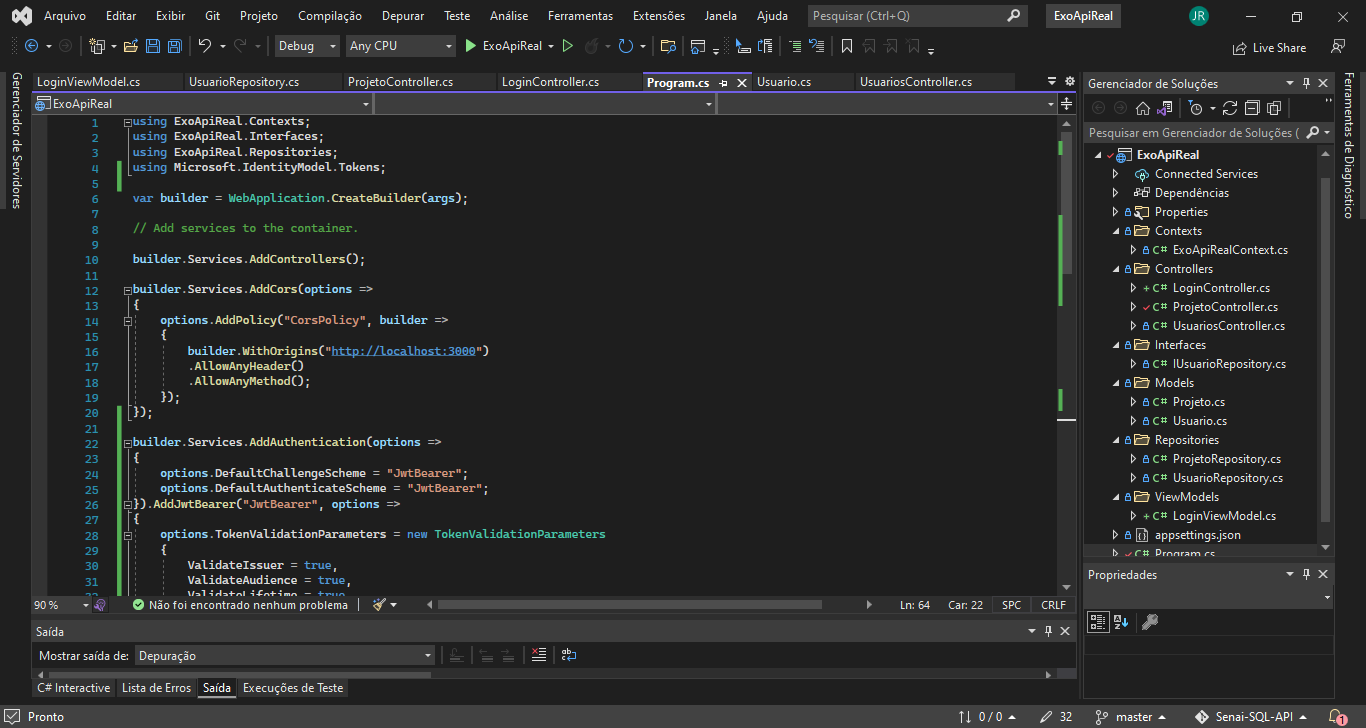 Arquivo Editar Exibir Git Projeto Compilação Depurar Teste Análise Ferramentas Extensões Janela Ajuda Pesquisar (Ctrl+Q) ExoApiReal JR
Debug Any CPU ExoApiReal Live Share
Gerenciador de Servidores
LoginViewModel.cs UsuarioRepository.cs ProjetoController.cs LoginController.cs Program.cs Usuario.cs UsuariosController.cs
ExoApiReal
1 using ExoApiReal.Contexts;
2 using ExoApiReal.Interfaces;
3 using ExoApiReal.Repositories;
4 using Microsoft.IdentityModel.Tokens;
5
6 var builder = WebApplication.CreateBuilder(args);
7
8 // Add services to the container.
9
10 builder.Services.AddControllers();
11
12 builder.Services.AddCors(options =>
13 {
14 options.AddPolicy("CorsPolicy", builder =>
15 {
16 builder.WithOrigins("http://localhost:3000")
17 .AllowAnyHeader()
18 .AllowAnyMethod();
19 });
20 });
21
22 builder.Services.AddAuthentication(options =>
23 {
24 options.DefaultChallengeScheme = "JwtBearer";
25 options.DefaultAuthenticateScheme = "JwtBearer";
26 }).AddJwtBearer("JwtBearer", options =>
27 {
28 options.TokenValidationParameters = new TokenValidationParameters
29 {
30 ValidateIssuer = true,
31 ValidateAudience = true,
32 ValidateLifetime = true
90 % Não foi encontrado nenhum problema Ln: 64 Car: 22 SPC CRLF
Saída
Mostrar saída de: Depuração
C# Interactive Lista de Erros Saída Execuções de Teste
Gerenciador de Soluções
Pesquisar em Gerenciador de Soluções (
ExoApiReal
Connected Services
Dependências
Properties
Contexts
C# ExoApiRealContext.cs
Controllers
C# LoginController.cs
C# ProjetoController.cs
C# UsuariosController.cs
Interfaces
C# IUsuarioRepository.cs
Models
C# Projeto.cs
C# Usuario.cs
Repositories
C# ProjetoRepository.cs
C# UsuarioRepository.cs
ViewModels
C# LoginViewModel.cs
appsettings.json
C# Program.cs
Propriedades
Ferramentas de Diagnóstico
Pronto 0 / 0 32 master Senai-SQL-API 1